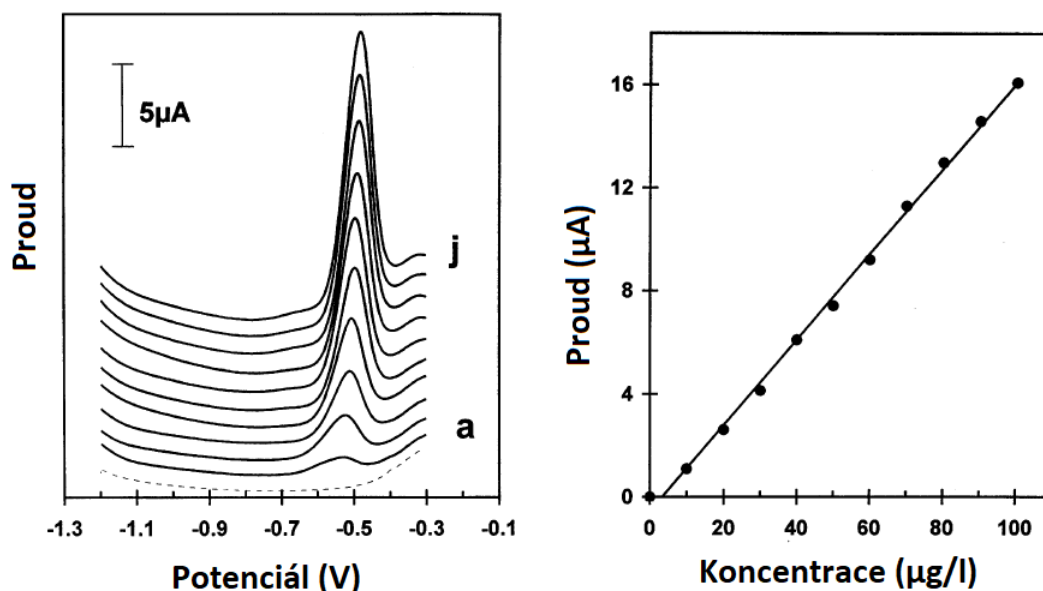 5µA
Proud
j
a
-1.3 -1.1 -0.9 -0.7 -0.5 -0.3 -0.1
Potenciál (V)
16
12
8
4
0
Proud (µA)
0 20 40 60 80 100
Koncentrace (µg/l)